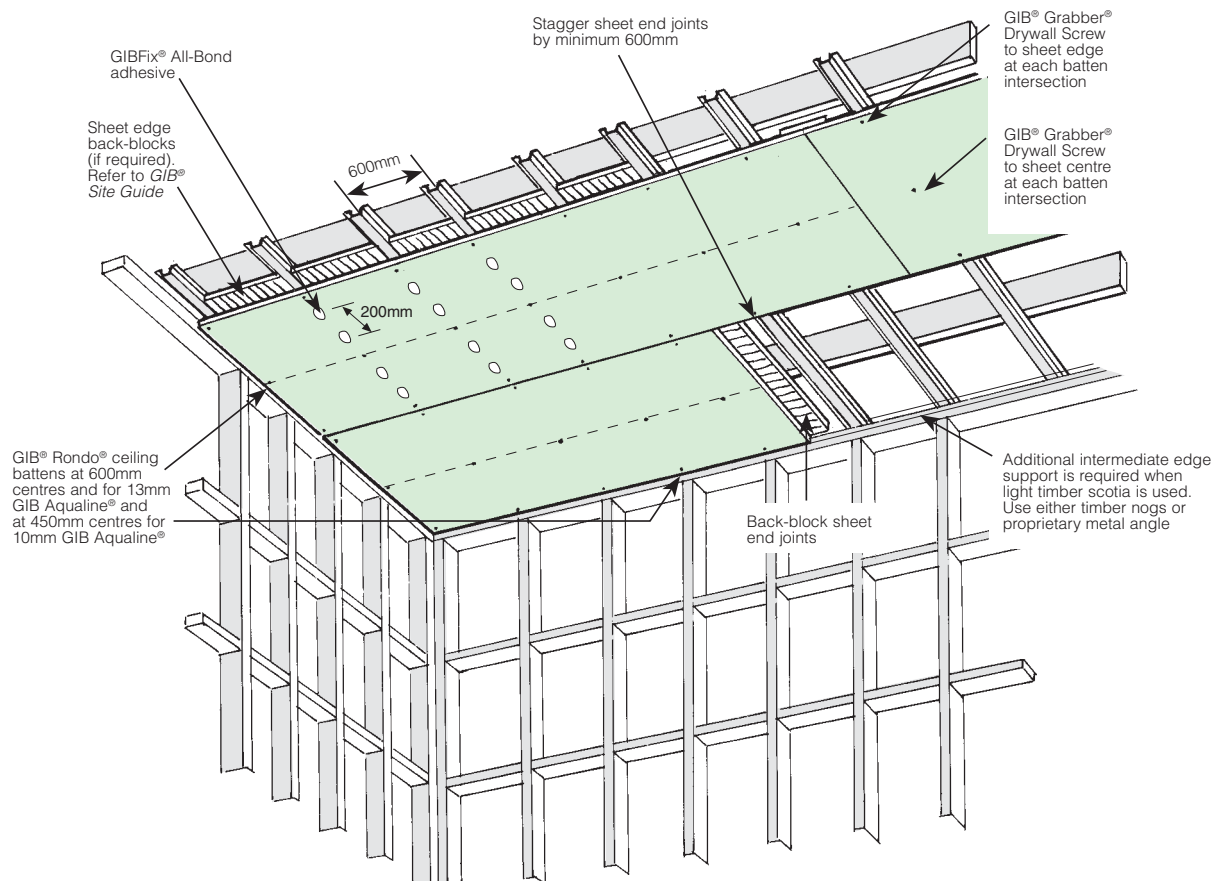 GIBFix® All-Bond
adhesive
Stagger sheet end joints
by minimum 600mm
GIB® Grabber®
Drywall Screw
to sheet edge
at each batten
intersection
Sheet edge
back-blocks
(if required).
Refer to GIB®
Site Guide
600mm
GIB® Grabber®
Drywall Screw
to sheet centre
at each batten
intersection
200mm
GIB® Rondo® ceiling
battens at 600mm
centres and for 13mm
GIB Aqualine® and
at 450mm centres for
10mm GIB Aqualine®
Back-block sheet
end joints
Additional intermediate edge
support is required when
light timber scotia is used.
Use either timber nogs or
proprietary metal angle